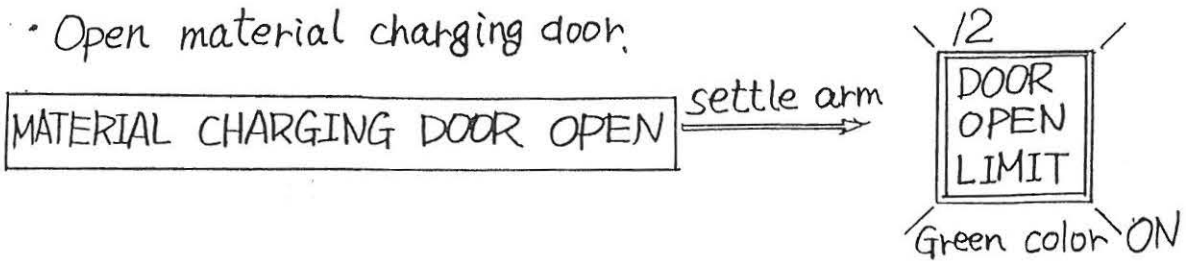 · Open material charging door.
MATERIAL CHARGING DOOR OPEN
settle arm
12
DOOR
OPEN
LIMIT
Green color ON